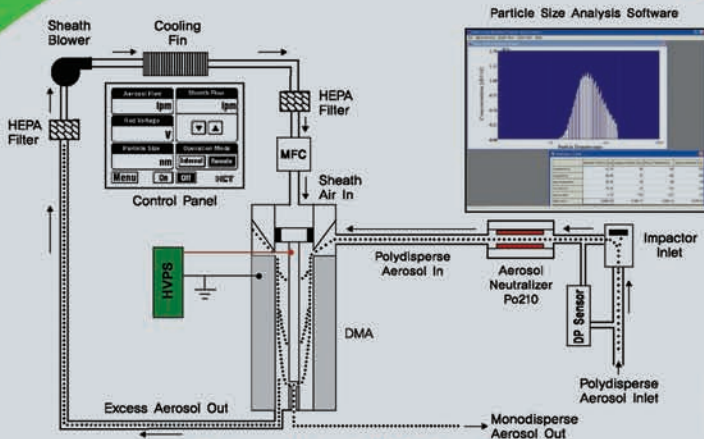 Particle Size Analysis Software
Sheath
Blower
Cooling
Fin
HEPA
Filter
HEPA
Filter
Aerosol Flow
lpm
Sheath Flow
lpm
Rod Voltage
V
Particle Size
nm
Operation Mode
Internal Remote
Menu On Off
Control Panel
MFC
Sheath
Air In
HVPS
DMA
Polydisperse
Aerosol In
Aerosol
Neutralizer
Po210
Impactor
Inlet
DP Sensor
Polydisperse
Aerosol Inlet
Excess Aerosol Out
Monodisperse
Aerosol Out